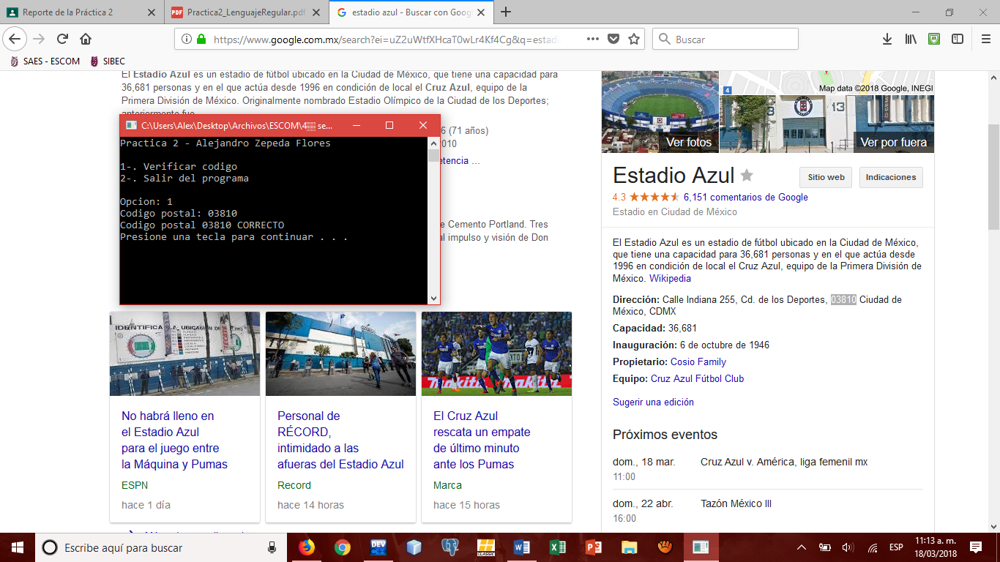 Reporte de la Práctica 2
Practica2_LenguajeRegular.pdf
estadio azul - Buscar con Goog
https://www.google.com.mx/search?ei=uZ2uWtfXHcaT0wLr4Kf4Cg&q=estadi
Buscar
SAES - ESCOM
SIBEC
El Estadio Azul es un estadio de fútbol ubicado en la Ciudad de México, que tiene una capacidad para
36,681 personas y en el que actúa desde 1996 en condición de local el Cruz Azul, equipo de la
Primera División de México. Originalmente nombrado Estadio Olímpico de la Ciudad de los Deportes;
anteriormente fue
6 (71 años)
2010
etencia ...
e Cemento Portland. Tres
al impulso y visión de Don
C:\Users\Alex\Desktop\Archivos\ESCOM\4▒▒ se...
Practica 2 - Alejandro Zepeda Flores
1-. Verificar codigo
2-. Salir del programa
Opcion: 1
Codigo postal: 03810
Codigo postal 03810 CORRECTO
Presione una tecla para continuar . . .
IDENTIFICA LA UBICACION DE
No habrá lleno en
el Estadio Azul
para el juego entre
la Máquina y Pumas
ESPN
hace 1 día
Personal de
RÉCORD,
intimidado a las
afueras del Estadio Azul
Record
hace 14 horas
makita
El Cruz Azul
rescata un empate
de último minuto
ante los Pumas
Marca
hace 15 horas
4
Map data ©2018 Google, INEGI
13
Ver fotos
Ver por fuera
Estadio Azul
Sitio web
Indicaciones
4.3 ★★★★★ 6,151 comentarios de Google
Estadio en Ciudad de México
El Estadio Azul es un estadio de fútbol ubicado en la Ciudad de México,
que tiene una capacidad para 36,681 personas y en el que actúa desde
1996 en condición de local el Cruz Azul, equipo de la Primera División de
México. Wikipedia
Dirección: Calle Indiana 255, Cd. de los Deportes, 03810 Ciudad de
México, CDMX
Capacidad: 36,681
Inauguración: 6 de octubre de 1946
Propietario: Cosio Family
Equipo: Cruz Azul Fútbol Club
Sugerir una edición
Próximos eventos
dom., 18 mar. Cruz Azul v. América, liga femenil mx
11:00
dom., 22 abr. Tazón México III
16:00
Escribe aquí para buscar
DEV
CLASSIC
ESP
11:13 a. m.
18/03/2018